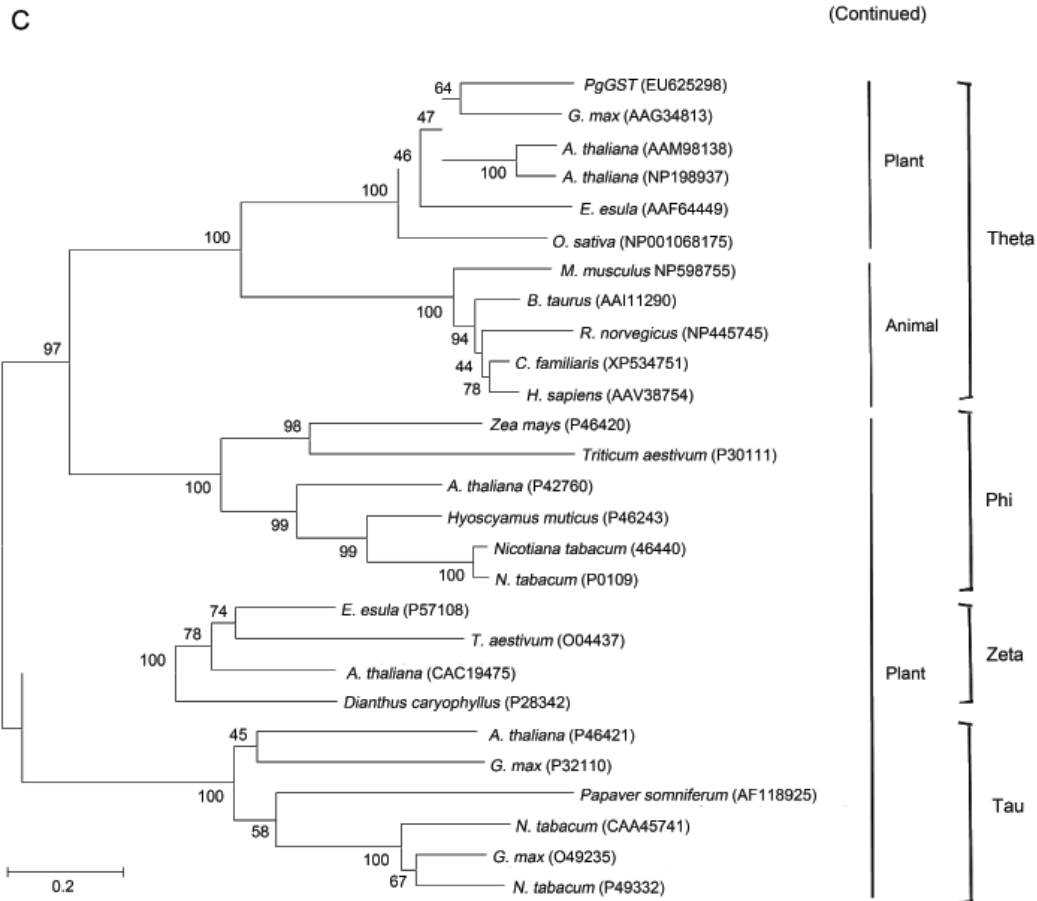 C
(Continued)
64
PgGST (EU625298)
G. max (AAG34813)
47
A. thaliana (AAM98138)
46
100
A. thaliana (NP198937)
Plant
100
E. esula (AAF64449)
100
O. sativa (NP001068175)
Theta
M. musculus NP598755)
100
B. taurus (AAI11290)
94
R. norvegicus (NP445745)
Animal
97
44
C. familiaris (XP534751)
78
H. sapiens (AAV38754)
98
Zea mays (P46420)
Triticum aestivum (P30111)
100
A. thaliana (P42760)
Phi
99
Hyoscyamus muticus (P46243)
99
Nicotiana tabacum (46440)
100
N. tabacum (P0109)
74
E. esula (P57108)
78
T. aestivum (O04437)
100
Zeta
A. thaliana (CAC19475)
Plant
Dianthus caryophyllus (P28342)
45
A. thaliana (P46421)
G. max (P32110)
100
Papaver somniferum (AF118925)
Tau
58
N. tabacum (CAA45741)
100
G. max (O49235)
67
N. tabacum (P49332)
0.2